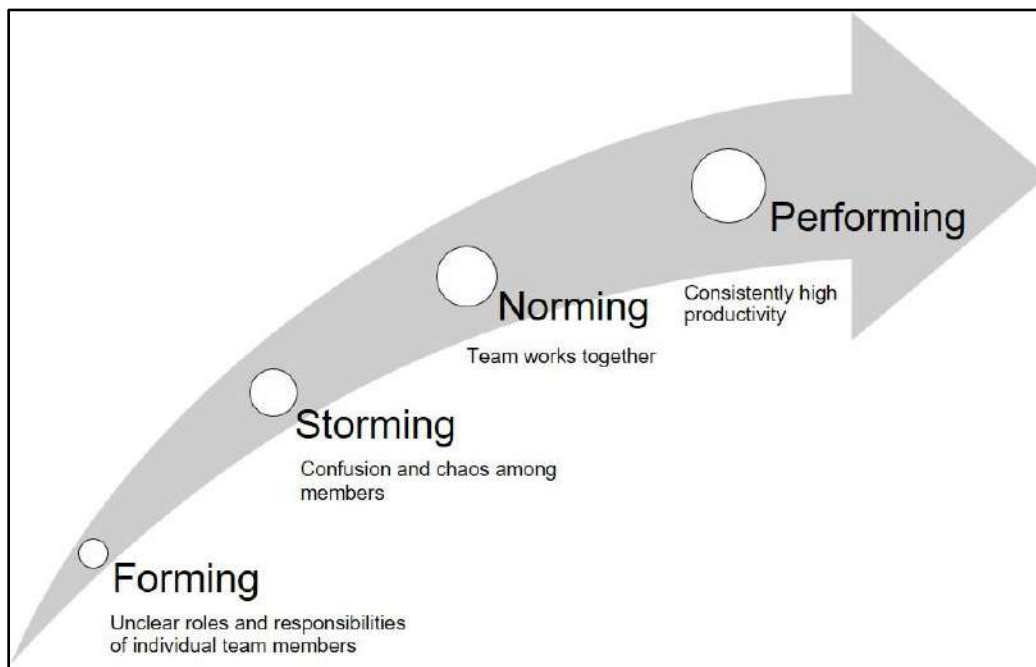 Performing
Consistently high
productivity
Norming
Team works together
Storming
Confusion and chaos among
members
Forming
Unclear roles and responsibilities
of individual team members